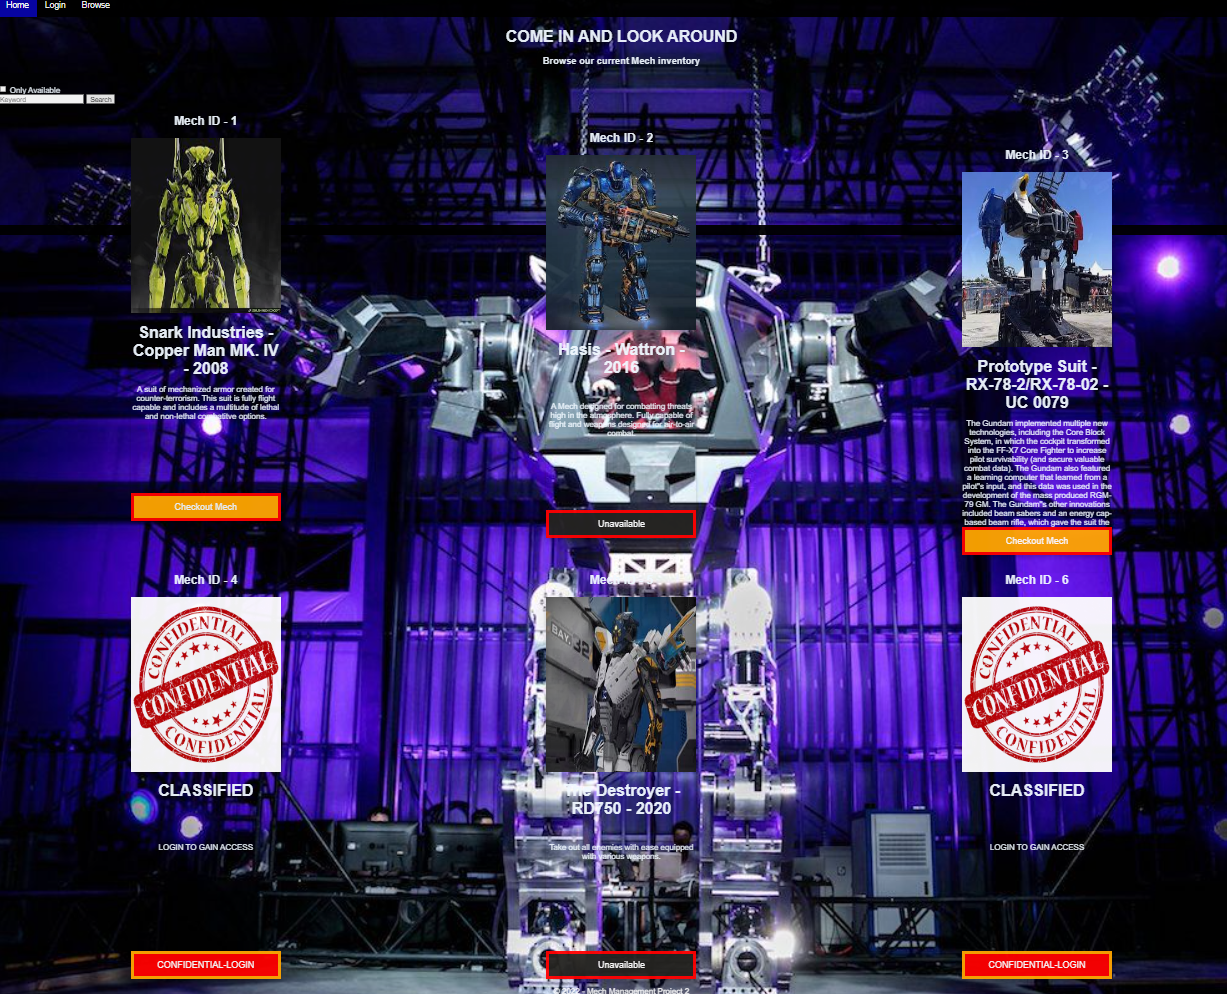 Home Login Browse
COME IN AND LOOK AROUND
Browse our current Mech inventory
Only Available
Keyword Search
Mech ID - 1
Snark Industries -
Copper Man MK. IV
- 2008
A suit of mechanized armor created for
counter-terrorism. This suit is fully flight
capable and includes a multitude of lethal
and non-lethal combatitve options.
Checkout Mech
Mech ID - 2
Hasis - Wattron -
2016
A Mech designed for combatting threats
high in the atmosphere. Fully capable of
flight and weapons designed for air-to-air
combat.
Unavailable
Mech ID - 3
Prototype Suit -
RX-78-2/RX-78-02 -
UC 0079
The Gundam implemented multiple new
technologies, including the Core Block
System, in which the cockpit transformed
into the FF-X7 Core Fighter to increase
pilot survivability (and secure valuable
combat data). The Gundam also featured
a learning computer that learned from a
pilot"s input, and this data was used in the
development of the mass produced RGM-
79 GM. The Gundam"s other innovations
included beam sabers and an energy cap-
based beam rifle, which gave the suit the
Checkout Mech
Mech ID - 4
CONFIDENTIAL
CONFIDENTIAL
CONFIDENTIAL
CLASSIFIED
LOGIN TO GAIN ACCESS
CONFIDENTIAL-LOGIN
BAY. 32
The Destroyer -
RD750 - 2020
Take out all enemies with ease equipped
with various weapons.
Unavailable
Mech ID - 6
CONFIDENTIAL
CONFIDENTIAL
CONFIDENTIAL
CLASSIFIED
LOGIN TO GAIN ACCESS
CONFIDENTIAL-LOGIN
© 2022 - Mech Management Project 2